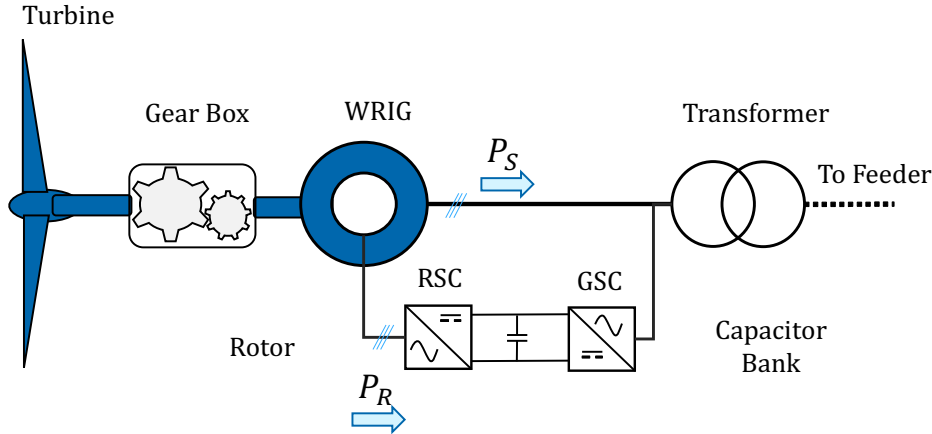 Turbine
Gear Box
WRIG
P_S
Transformer
To Feeder
RSC
GSC
Rotor
Capacitor
Bank
P_R